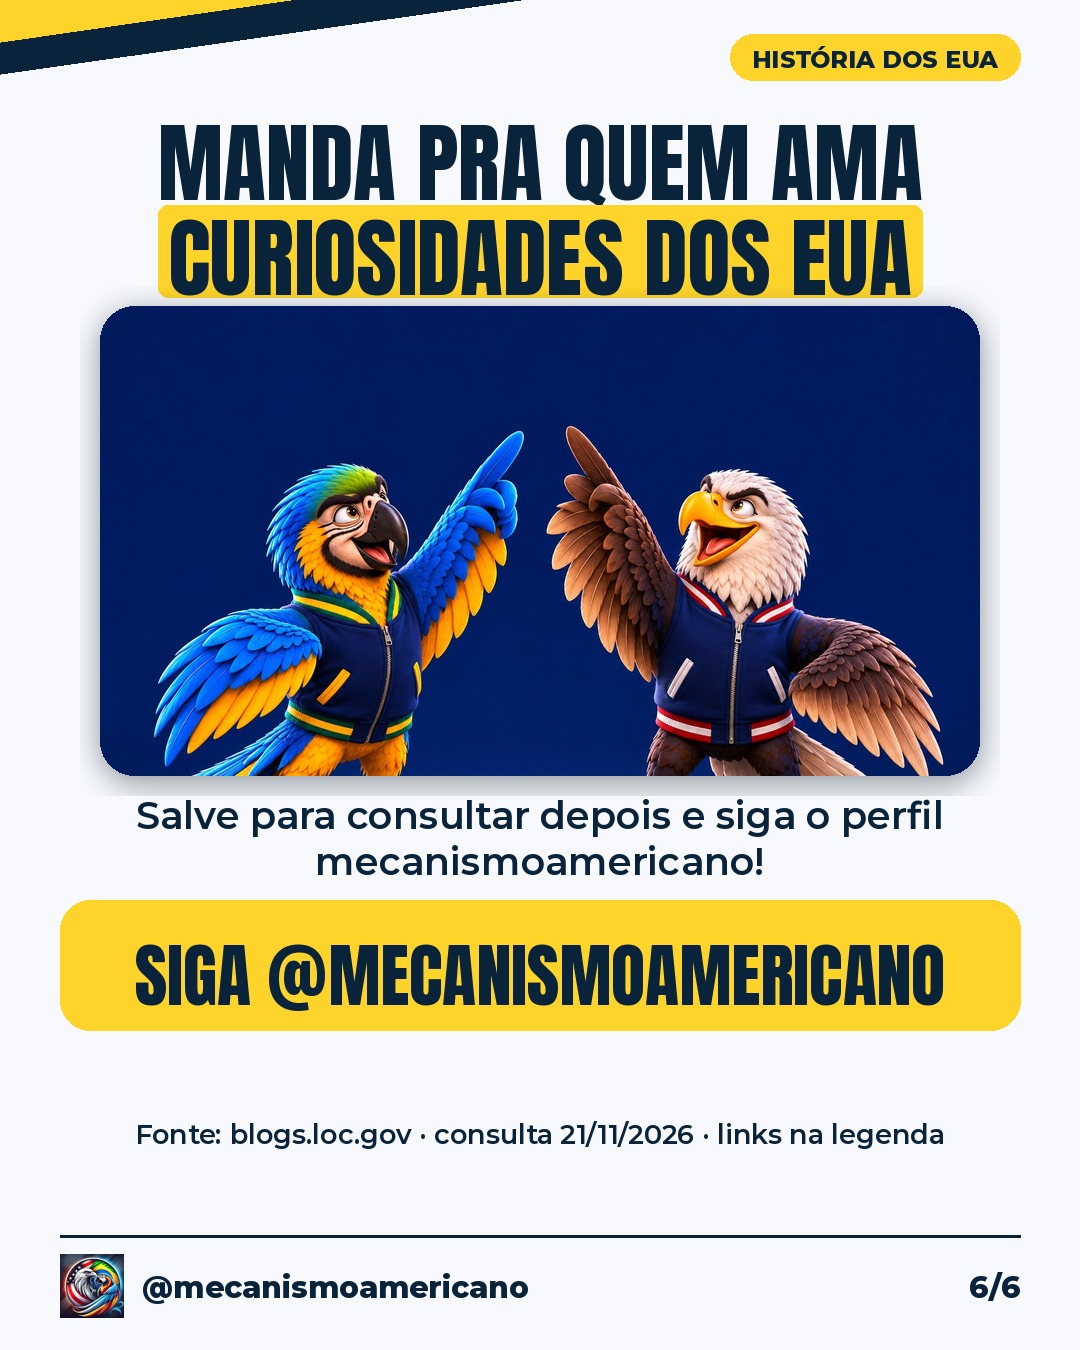 HISTÓRIA DOS EUA
MANDA PRA QUEM AMA
CURIOSIDADES DOS EUA
Salve para consultar depois e siga o perfil
mecanismoamericano!
SIGA @MECANISMOAMERICANO
Fonte: blogs.loc.gov · consulta 21/11/2026 · links na legenda
@mecanismoamericano
6/6